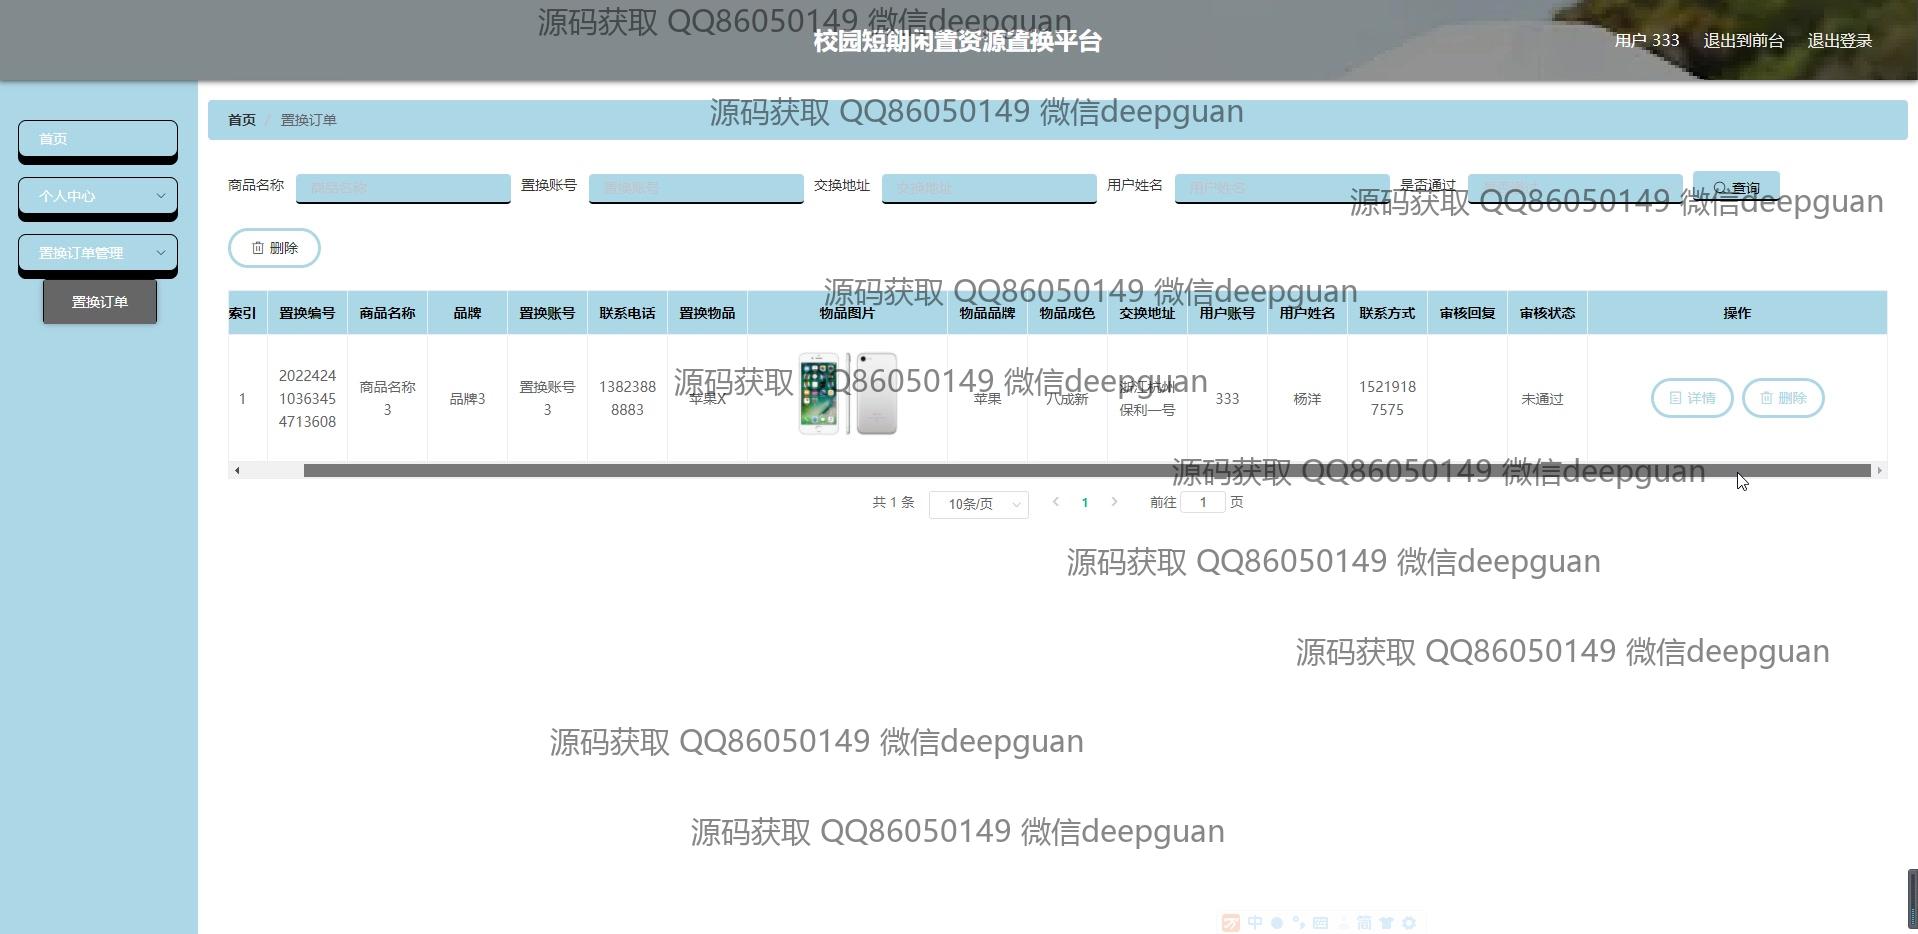 源码获取 QQ86050149 微信deepguan
校园短期闲置资源置换平台
用户 333 退出到前台 退出登录
首页 / 置换订单
源码获取 QQ86050149 微信deepguan
首页
个人中心
置换订单管理
置换订单
商品名称 商品名称 置换账号 置换账号 交换地址 交换地址 用户姓名 用户姓名 是否通过 是否通过 查询
源码获取 QQ86050149 微信deepguan
删除
源码获取 QQ86050149 微信deepguan
索引 置换编号 商品名称 品牌 置换账号 联系电话 置换物品 物品图片 物品品牌 物品成色 交换地址 用户账号 用户姓名 联系方式 审核回复 审核状态 操作
源码获取 QQ86050149 微信deepguan
1 2022424 1036345 4713608 商品名称 3 品牌3 置换账号 3 1382388 8883 苹果X 苹果 八成新 浙江杭州 保利一号 333 杨洋 1521918 7575 未通过 详情 删除
源码获取 QQ86050149 微信deepguan
共 1 条 10条/页 1 前往 1 页
源码获取 QQ86050149 微信deepguan
源码获取 QQ86050149 微信deepguan
源码获取 QQ86050149 微信deepguan
源码获取 QQ86050149 微信deepguan
中 简